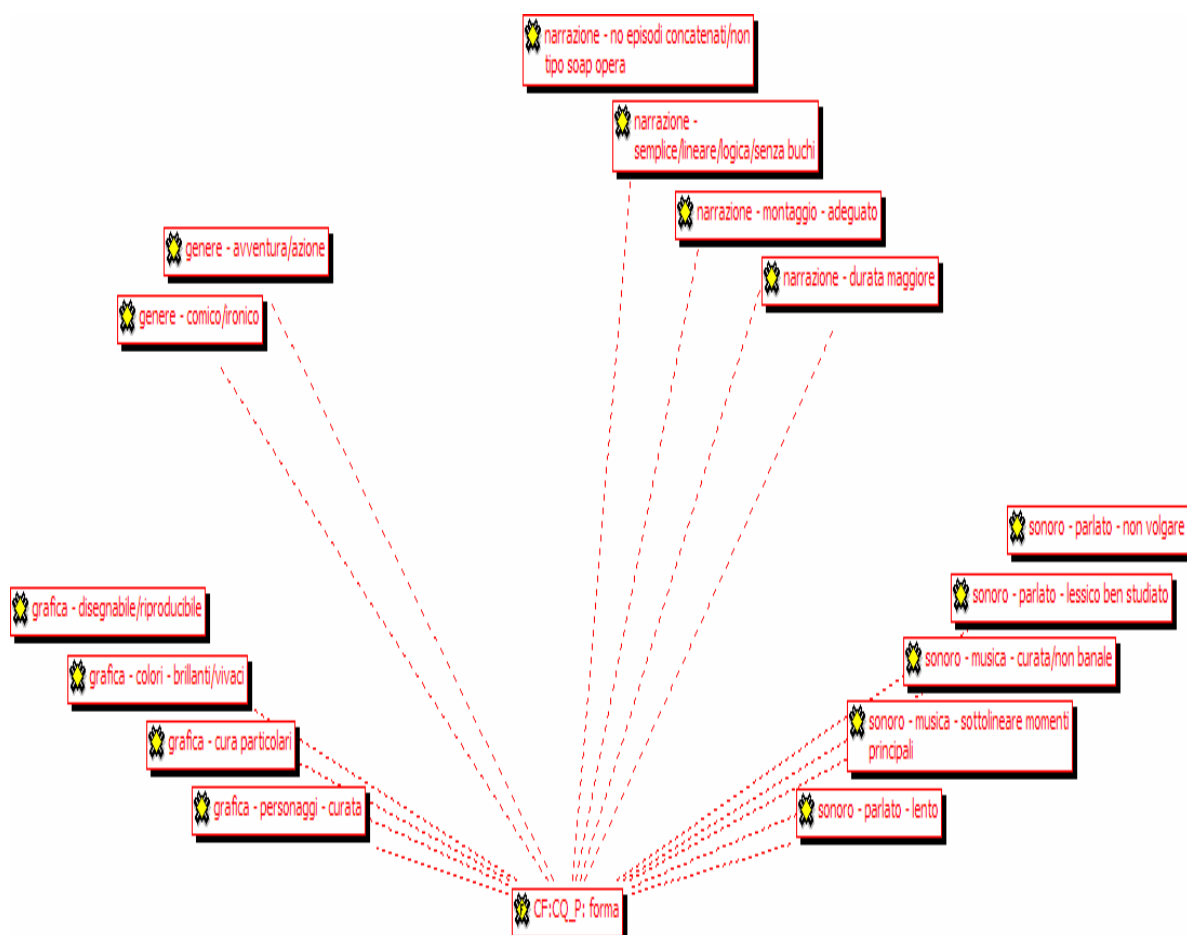 narrazione - no episodi concatenati/non
tipo soap opera
narrazione -
semplice/lineare/logica/senza buchi
narrazione - montaggio - adeguato
genere - avventura/azione
narrazione - durata maggiore
genere - comico/ironico
sonoro - parlato - non volgare
sonoro - parlato - lessico ben studiato
grafica - disegnabile/riproducibile
sonoro - musica - curata/non banale
grafica - colori - brillanti/vivaci
sonoro - musica - sottolineare momenti
principali
grafica - cura particolari
grafica - personaggi - curata
sonoro - parlato - lento
F CF:CQ_P: forma